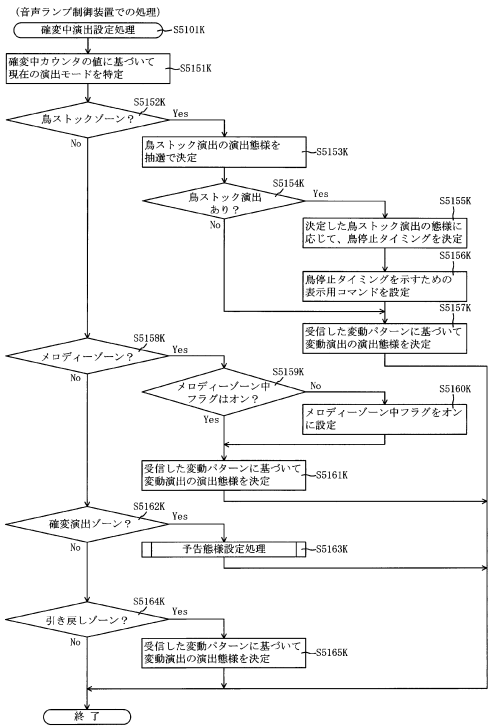 (音声ランプ制御装置での処理)
確変中演出設定処理
S5101K
確変中カウンタの値に基づいて
現在の演出モードを特定
S5151K
鳥ストックゾーン?
S5152K
Yes
No
鳥ストック演出の演出態様を
抽選で決定
S5153K
鳥ストック演出
あり?
S5154K
Yes
No
決定した鳥ストック演出の態様に
応じて、鳥停止タイミングを決定
S5155K
鳥停止タイミングを示すための
表示用コマンドを設定
S5156K
受信した変動パターンに基づいて
変動演出の演出態様を決定
S5157K
メロディーゾーン?
S5158K
Yes
No
メロディーゾーン中
フラグはオン?
S5159K
No
Yes
メロディーゾーン中フラグをオン
に設定
S5160K
受信した変動パターンに基づいて
変動演出の演出態様を決定
S5161K
確変演出ゾーン?
S5162K
Yes
No
予告態様設定処理
S5163K
引き戻しゾーン?
S5164K
Yes
No
受信した変動パターンに基づいて
変動演出の演出態様を決定
S5165K
終了